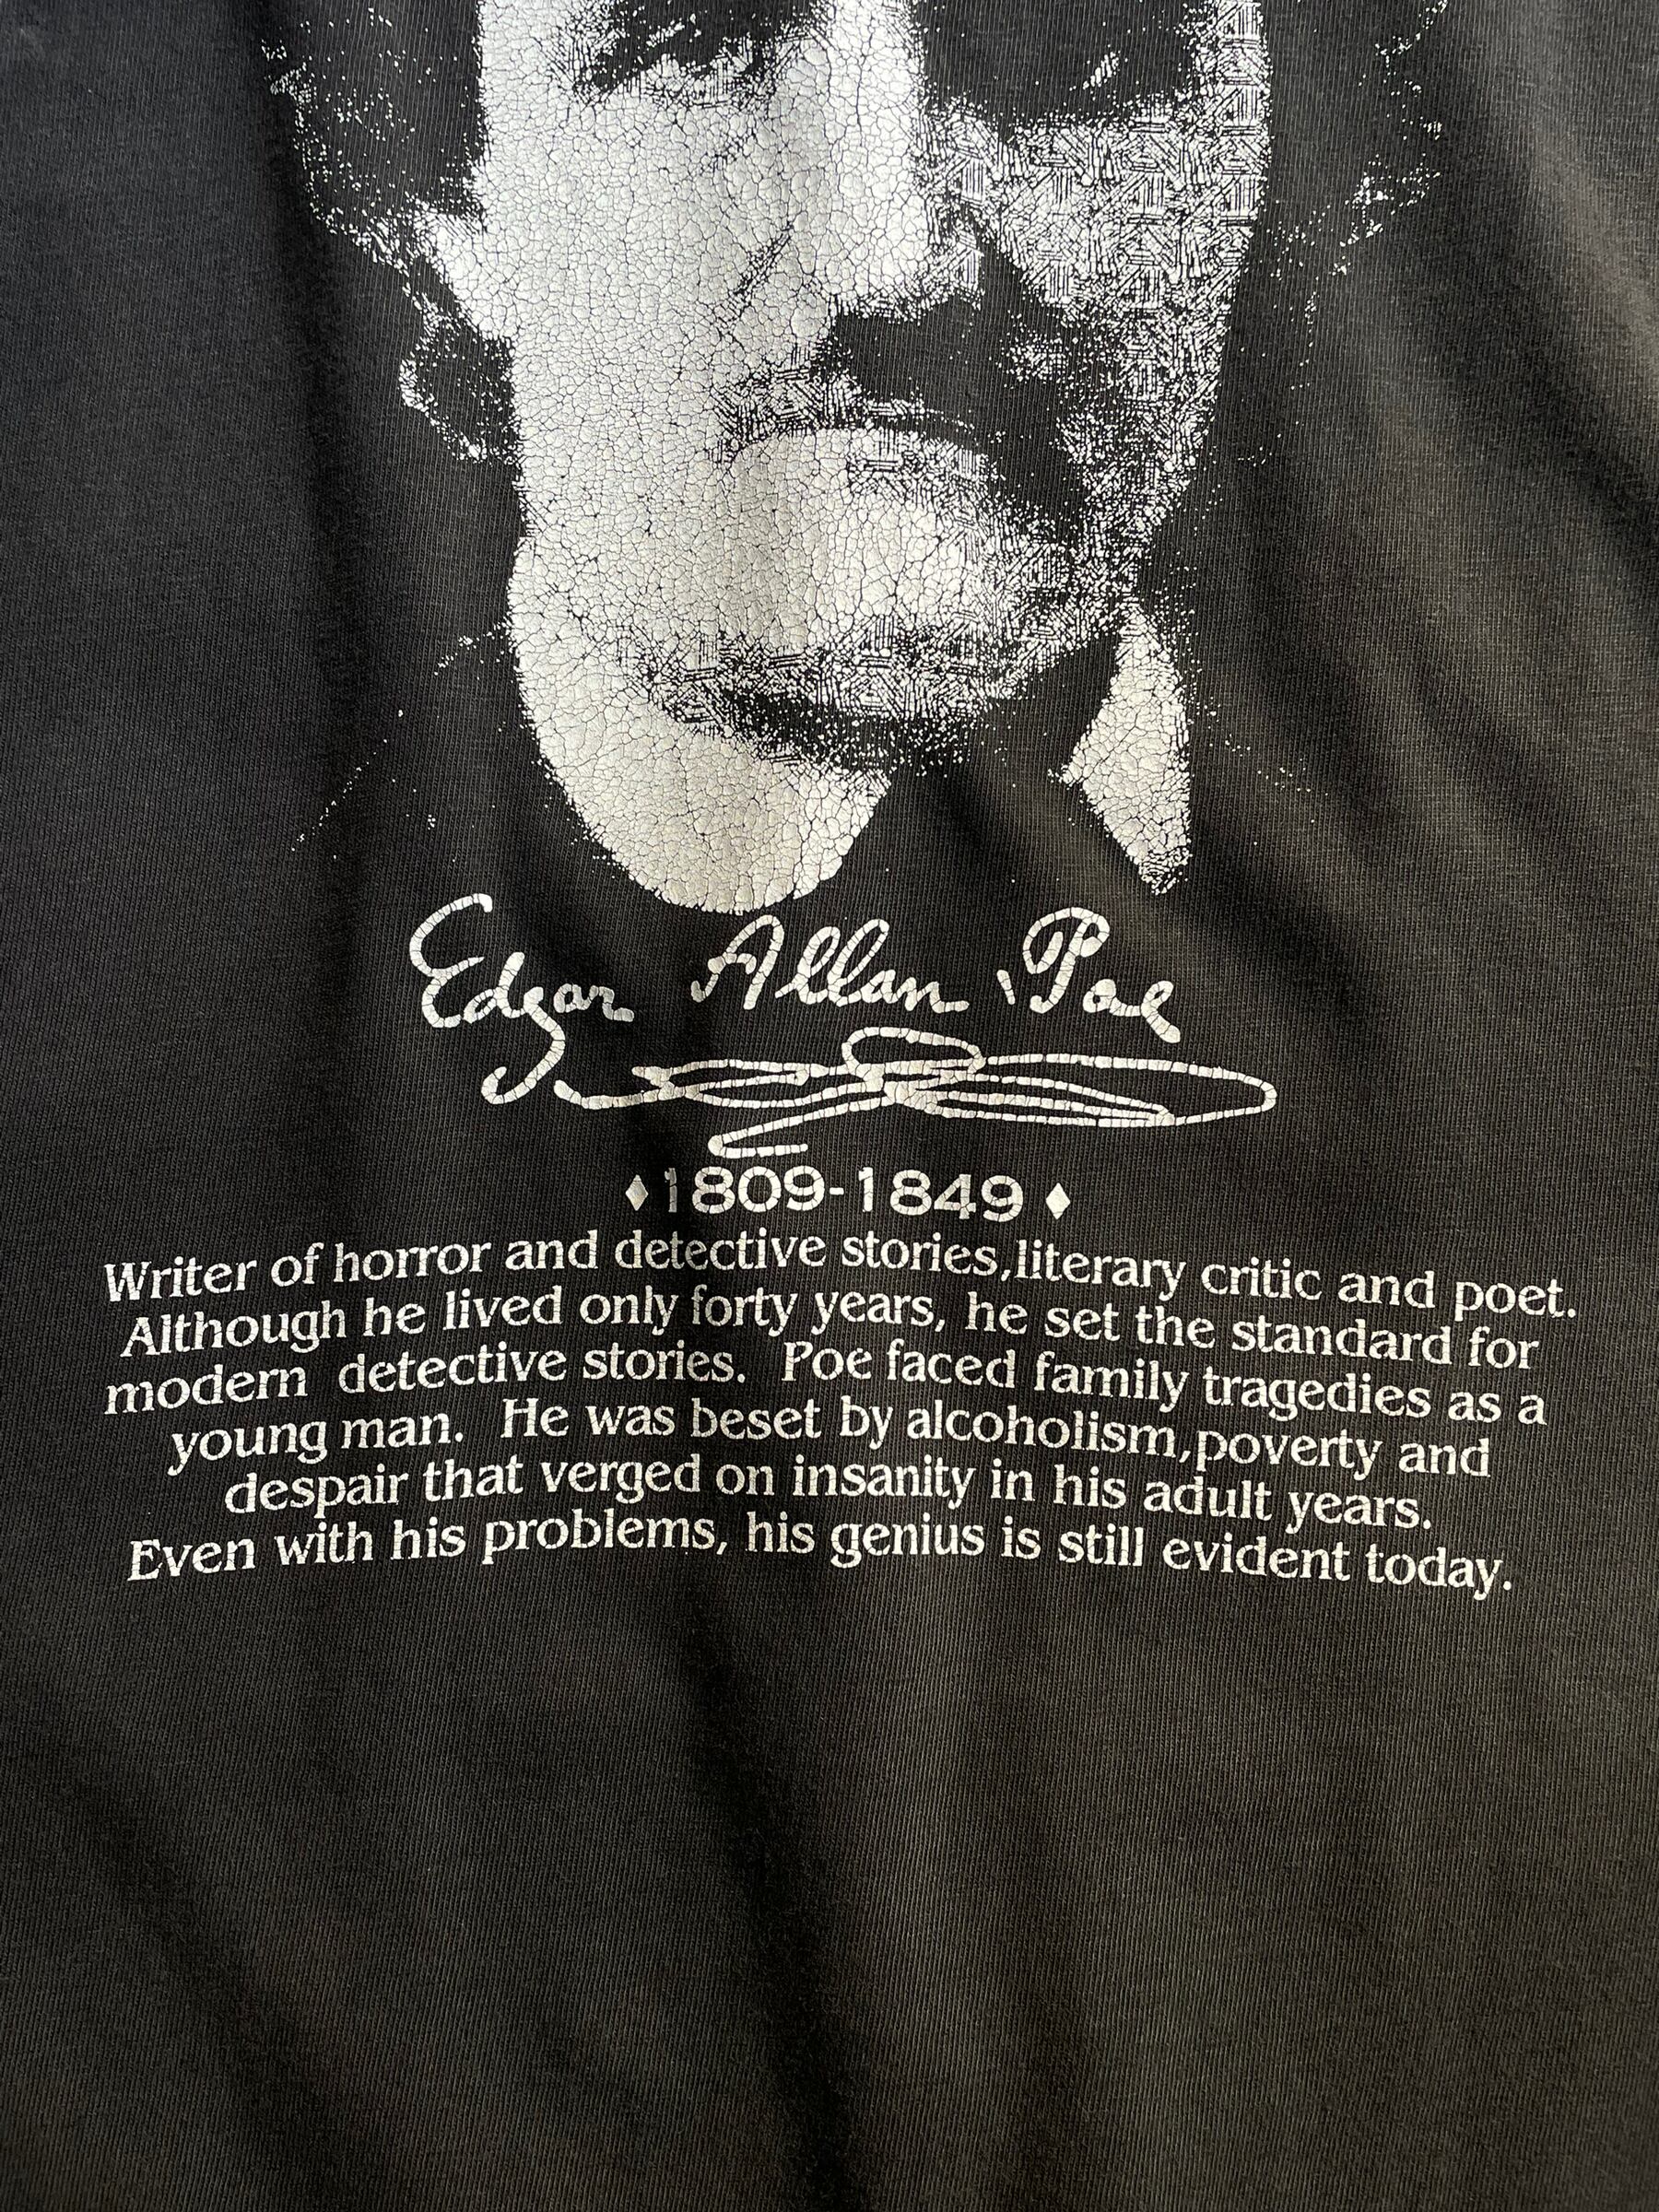 Edgar Allan Poe
♦1809-1849♦
Writer of horror and detective stories,literary critic and poet.
Although he lived only forty years, he set the standard for
modern detective stories. Poe faced family tragedies as a
young man. He was beset by alcoholism,poverty and
despair that verged on insanity in his adult years.
Even with his problems, his genius is still evident today.